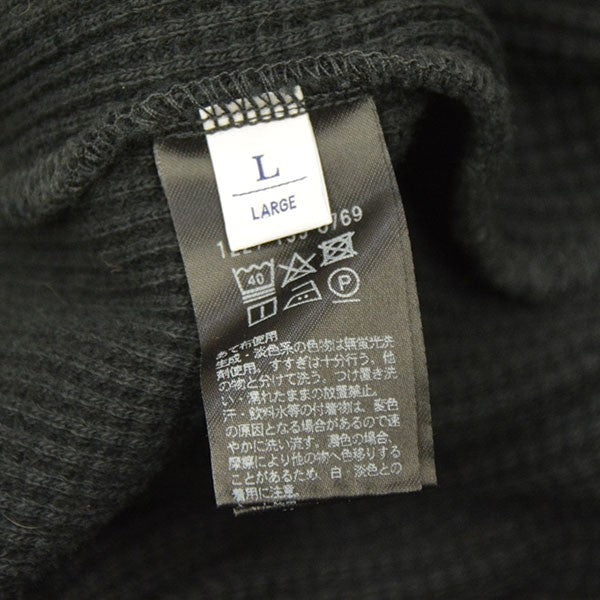 L
LARGE
40
P
あて布使用
生成・淡色系の色物は無蛍光洗
剤使用。すすぎは十分行う。他
の物と分けて洗う。つけ置き洗
い・濡れたままの放置禁止。
汗・飲料水等の付着物は、変色
の原因となる場合があるので速
やかに洗い流す。濃色の場合、
摩擦により他の物へ色移りする
ことがあるため、白・淡色との
着用に注意。